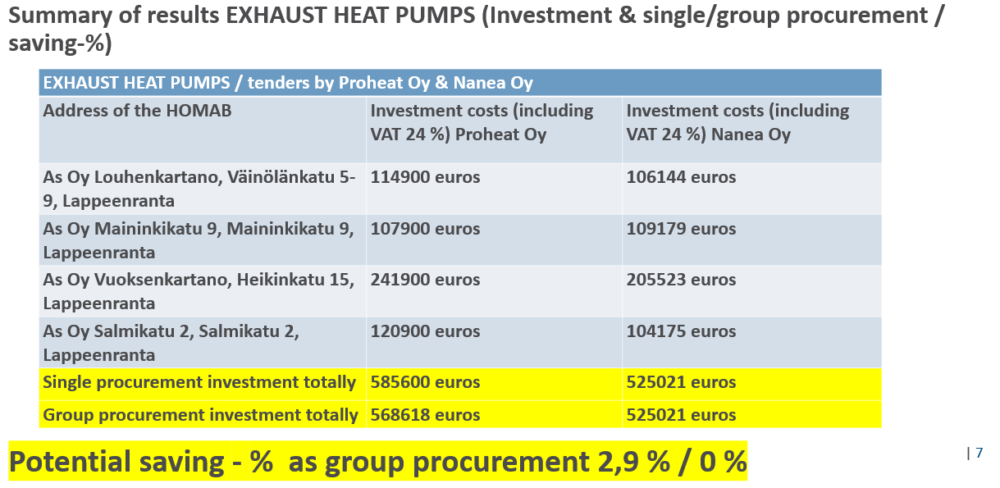 Summary of results EXHAUST HEAT PUMPS (Investment & single/group procurement /
saving-%)
EXHAUST HEAT PUMPS / tenders by Proheat Oy & Nanea Oy
Address of the HOMAB
Investment costs (including
VAT 24 %) Proheat Oy
Investment costs (including
VAT 24 %) Nanea Oy
As Oy Louhenkartano, Väinölänkatu 5-
9, Lappeenranta
114900 euros
106144 euros
As Oy Maininkikatu 9, Maininkikatu 9,
Lappeenranta
107900 euros
109179 euros
As Oy Vuoksenkartano, Heikinkatu 15,
Lappeenranta
241900 euros
205523 euros
As Oy Salmikatu 2, Salmikatu 2,
Lappeenranta
120900 euros
104175 euros
Single procurement investment totally
585600 euros
525021 euros
Group procurement investment totally
568618 euros
525021 euros
Potential saving - %  as group procurement 2,9 % / 0 %
| 7